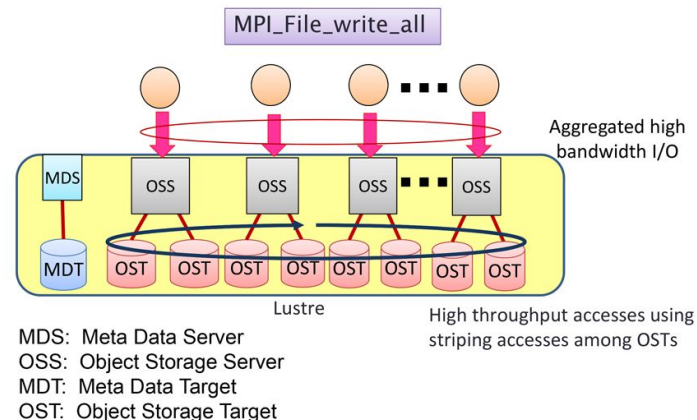 MPI_File_write_all
Aggregated high
bandwidth I/O
MDS
OSS
OSS
OSS
OSS
MDT
OST
OST
OST
OST
OST
OST
OST
OST
Lustre
High throughput accesses using
striping accesses among OSTs
MDS: Meta Data Server
OSS: Object Storage Server
MDT: Meta Data Target
OST: Object Storage Target